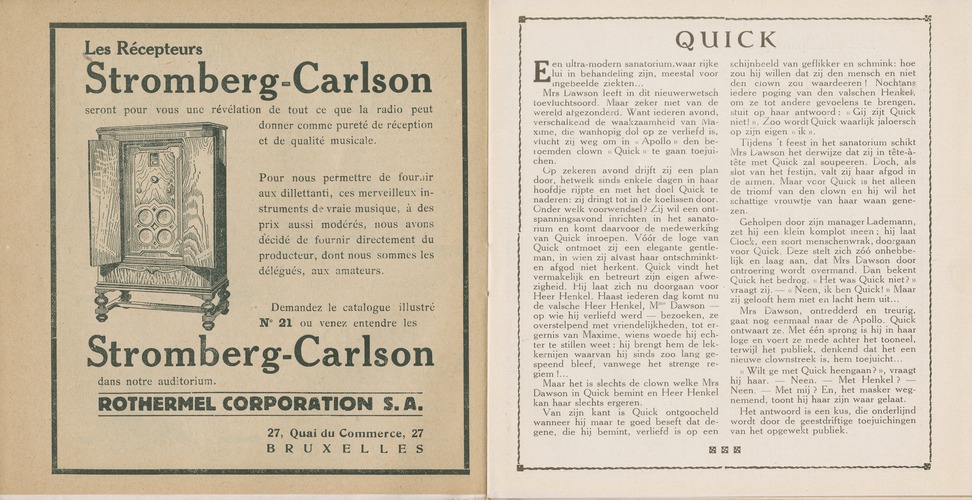 Les Récepteurs
Stromberg-Carlson
seront pour vous une révélation de tout ce que la radio peut
donner comme pureté de réception
et de qualité musicale.
Pour nous permettre de fournir
aux dillettanti, ces merveilleux in-
struments de vraie musique, à des
prix aussi modérés, nous avons
décidé de fournir directement du
producteur, dont nous sommes les
délégués, aux amateurs.
Demandez le catalogue illustré
N° 21 ou venez entendre les
Stromberg-Carlson
dans notre auditorium.
ROTHERMEL CORPORATION S. A.
27, Quai du Commerce, 27
BRUXELLES
QUICK
Een ultra-modern sanatorium, waar rijke
lui in behandeling zijn, meestal voor
ingebeelde ziekten...
Mrs Dawson leeft in dit nieuwerwetsch
toevluchtsoord. Maar zeker niet van de
wereld afgezonderd. Want iederen avond,
verschalkend de waakzaamheid van Ma-
xime, die wanhopig dol op ze verliefd is,
vlucht zij weg om in « Apollo » den be-
roemden clown « Quick » te gaan toejui-
chen.
Op zekeren avond drijft zij een plan
door, hetwelk sinds enkele dagen in haar
hoofdje rijpte en met het doel Quick te
naderen: zij dringt tot in de koelissen door.
Onder welk voorwendsel? Zij wil een ont-
spanningsavond inrichten in het sanato-
rium en komt daarvoor de medewerking
van Quick inroepen. Vóór de loge van
Quick ontmoet zij een elegante gentle-
man, in wien zij alvast haar ontschminkt-
en afgod niet herkent. Quick vindt het
vermakelijk en betreurt zijn eigen afwe-
zigheid. Hij laat zich nu doorgaan voor
Heer Henkel. Haast iederen dag komt nu
de valsche Heer Henkel, Mme Dawson —
op wie hij verliefd werd — bezoeken, ze
overstelpend met vriendelijkheden, tot er-
gernis van Maxime, wiens woede hij ech-
ter te stillen weet : hij brengt hem de lek-
kernijen waarvan hij sinds zoo lang ge-
speend bleef, vanwege het strenge re-
giem !...
Maar het is slechts de clown welke Mrs
Dawson in Quick bemint en Heer Henkel
kan haar slechts ergeren.
Van zijn kant is Quick ontgoocheld
wanneer hij maar te goed beseft dat de-
gene, die hij bemint, verliefd is op een
schijnbeeld van geflikker en schmink: hoe
zou hij willen dat zij den mensch en niet
den clown zou waardeeren ! Nochtans
iedere poging van den valschen Henkel,
om ze tot andere gevoelens te brengen,
stuit op haar antwoord : « Gij zijt Quick
niet! ». Zoo wordt Quick waarlijk jaloersch
op zijn eigen « ik ».
Tijdens 't feest in het sanatorium schikt
Mrs Dawson het derwijze dat zij in tête-à-
tête met Quick zal soupeeren. Doch, als
slot van het festijn, valt zij haar afgod in
de armen. Maar voor Quick is het alleen
de triomf van den clown en hij wil het
schattige vrouwtje van haar waan gene-
zen.
Geholpen door zijn manager Lademann,
zet hij een klein komplot ineen ; hij laat
Clock, een soort menschenwrak, doorgaan
voor Quick. Deze stelt zich zóó onhebbe-
lijk en laag aan, dat Mrs Dawson door
ontroering wordt overmand. Dan bekent
Quick het bedrog. « Het was Quick niet? »
vraagt zij. — « Neen, ik ben Quick! » Maar
zij gelooft hem niet en lacht hem uit...
Mrs Dawson, ontredderd en treurig,
gaat nog eenmaal naar de Apollo. Quick
ontwaart ze. Met één sprong is hij in haar
loge en voert ze mede achter het tooneel,
terwijl het publiek, denkend dat het een
nieuwe clownstreek is, hem toejuicht...
« Wilt ge met Quick heengaan? », vraagt
hij haar. — Neen. — Met Henkel ? —
Neen. — Met mij ? En, het masker weg-
nemend, toont hij haar zijn waar gelaat.
Het antwoord is een kus, die onderlijnd
wordt door de geestdriftige toejuichingen
van het opgewekt publiek.